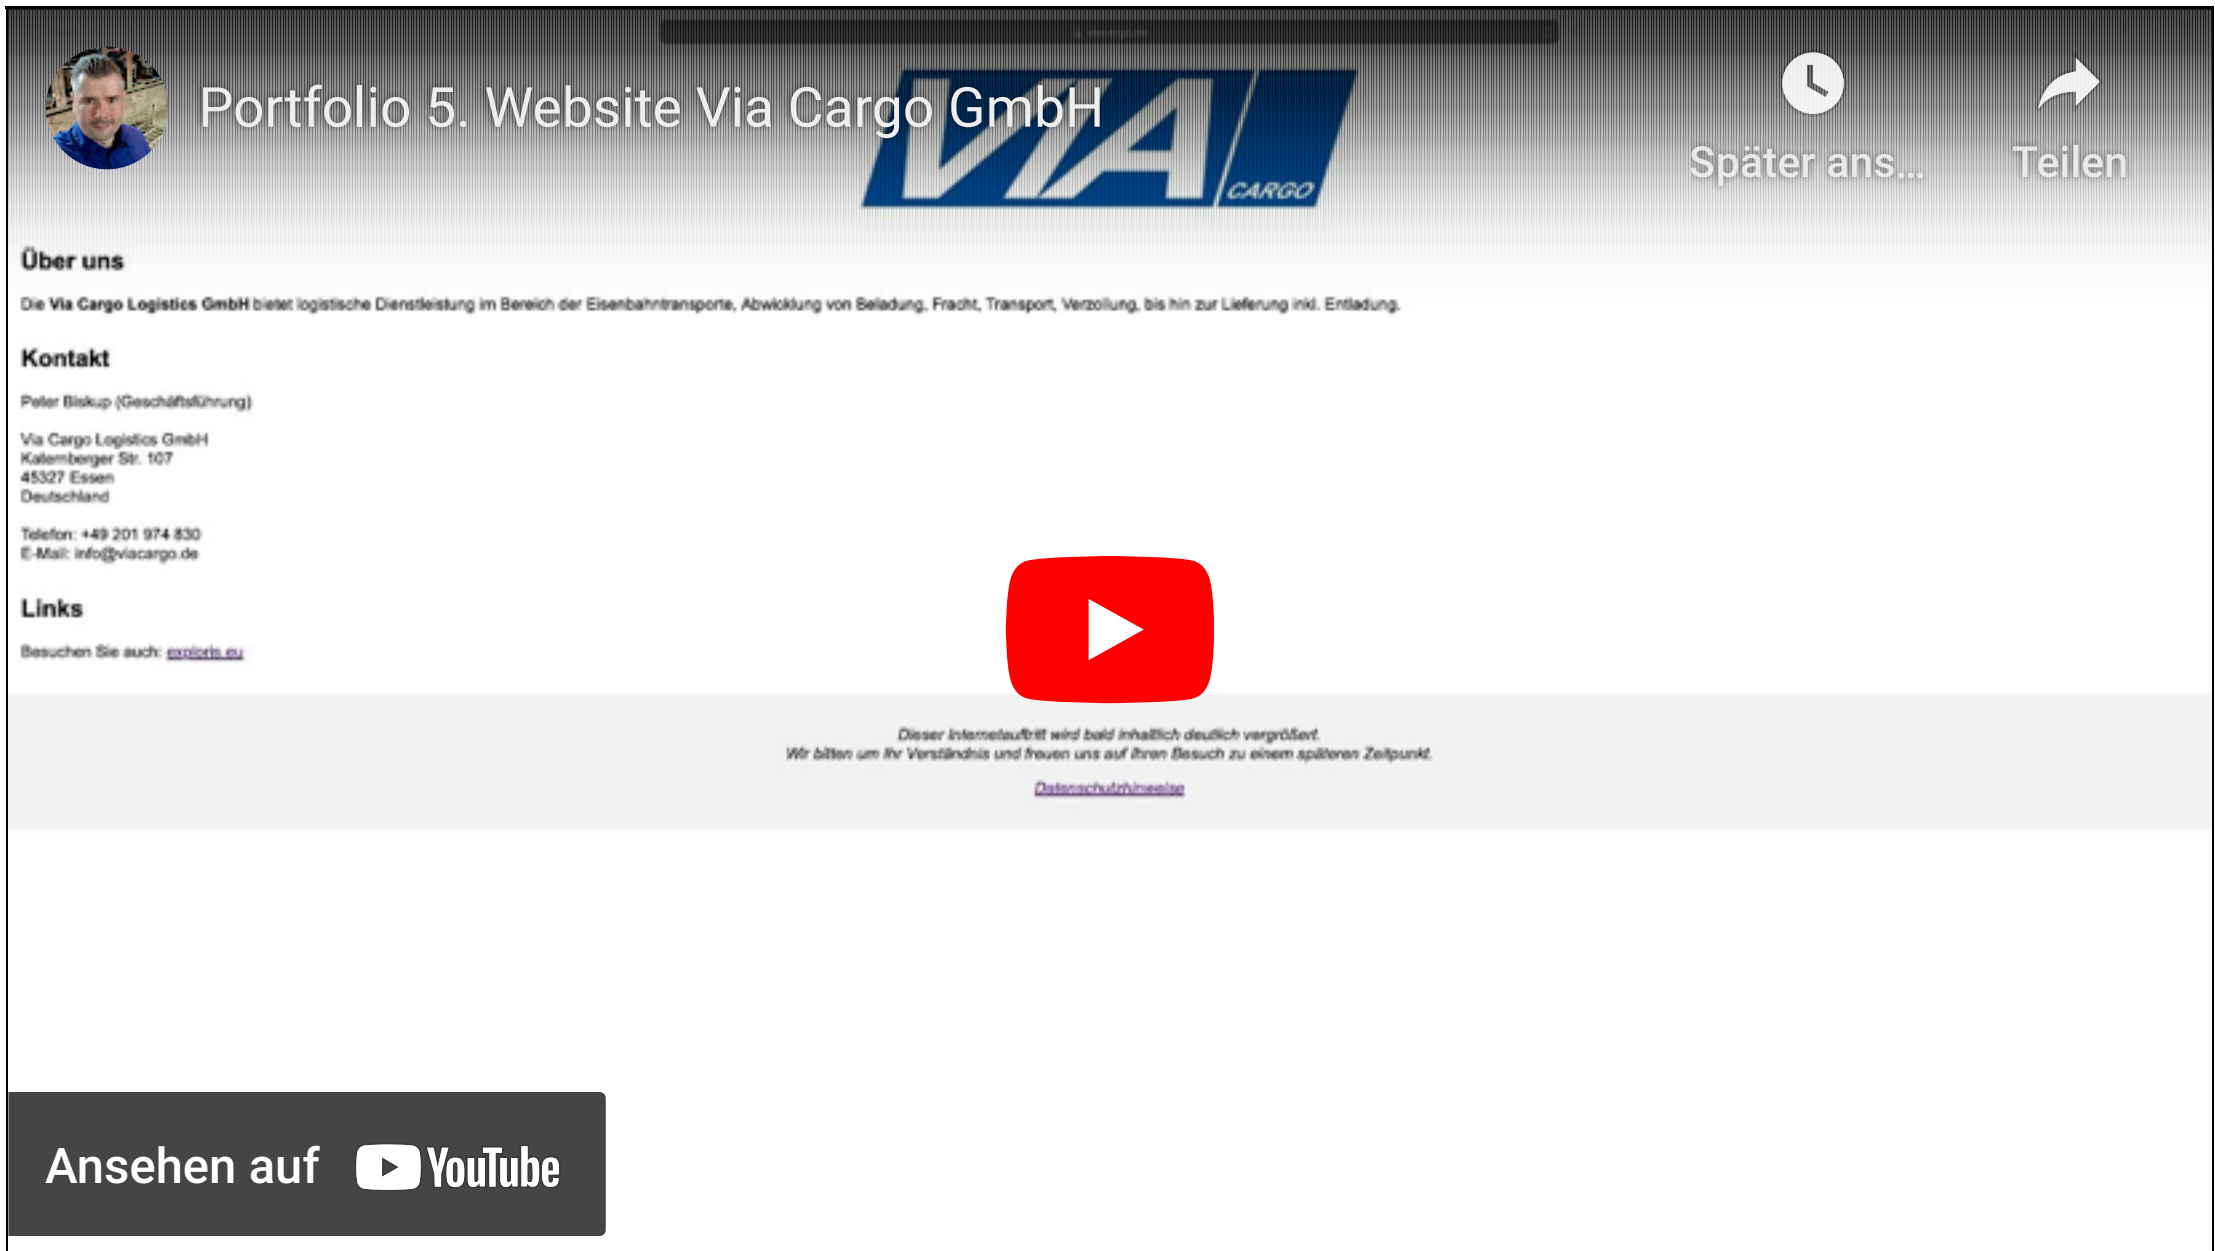 Portfolio 5. Website Via Cargo GmbH
VIA CARGO
Später ans...
Teilen
Über uns
Die Via Cargo Logistics GmbH bietet logistische Dienstleistung im Bereich der Eisenbahntransporte, Abwicklung von Beladung, Fracht, Transport, Verzollung, bis hin zur Lieferung inkl. Entladung.
Kontakt
Peter Biskup (Geschäftsführung)
Via Cargo Logistics GmbH
Katernberger Str. 107
45327 Essen
Deutschland
Telefon: +49 201 974 830
E-Mail: info@viacargo.de
Links
Besuchen Sie auch: exploris.eu
Dieser Internetauftritt wird bald inhaltlich deutlich vergrößert.
Wir bitten um Ihr Verständnis und freuen uns auf Ihren Besuch zu einem späteren Zeitpunkt.
Datenschutzhinweise
Ansehen auf YouTube